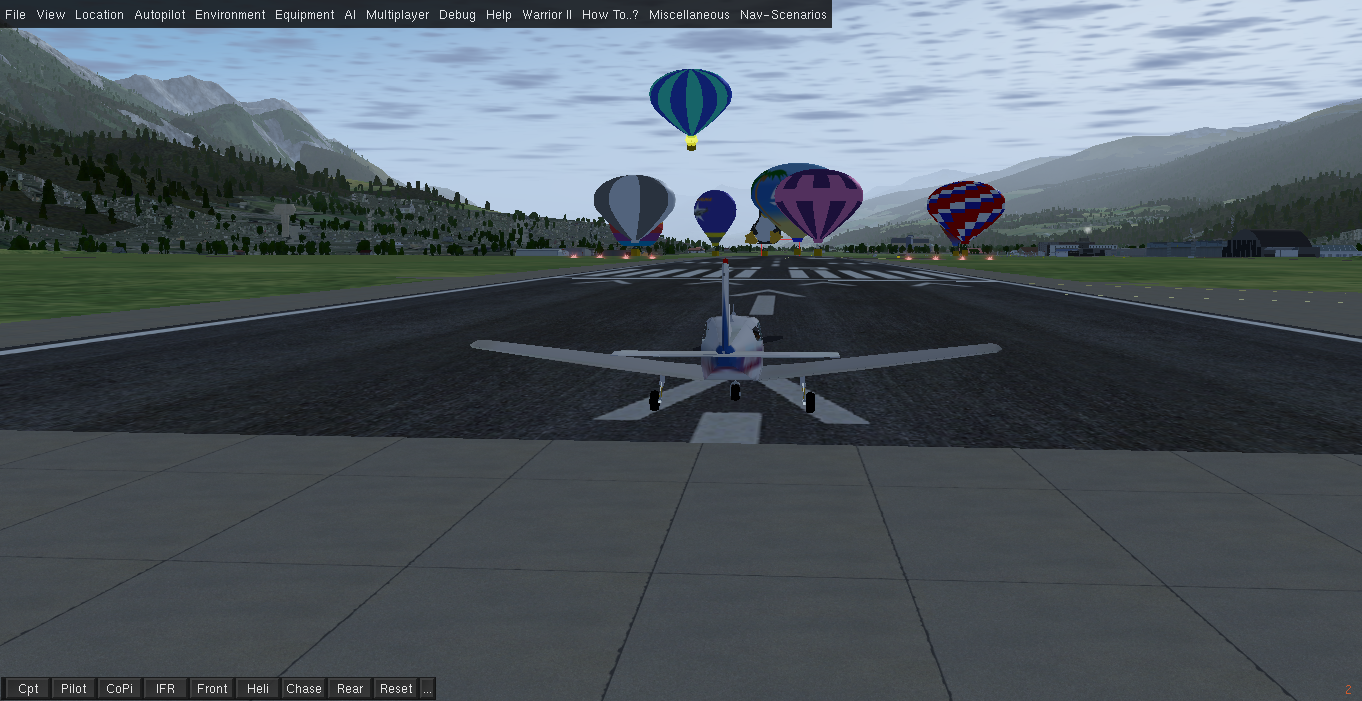 File View Location Autopilot Environment Equipment AI Multiplayer Debug Help Warrior II How To..? Miscellaneous Nav-Scenarios
Cpt Pilot CoPi IFR Front Heli Chase Rear Reset ...
2